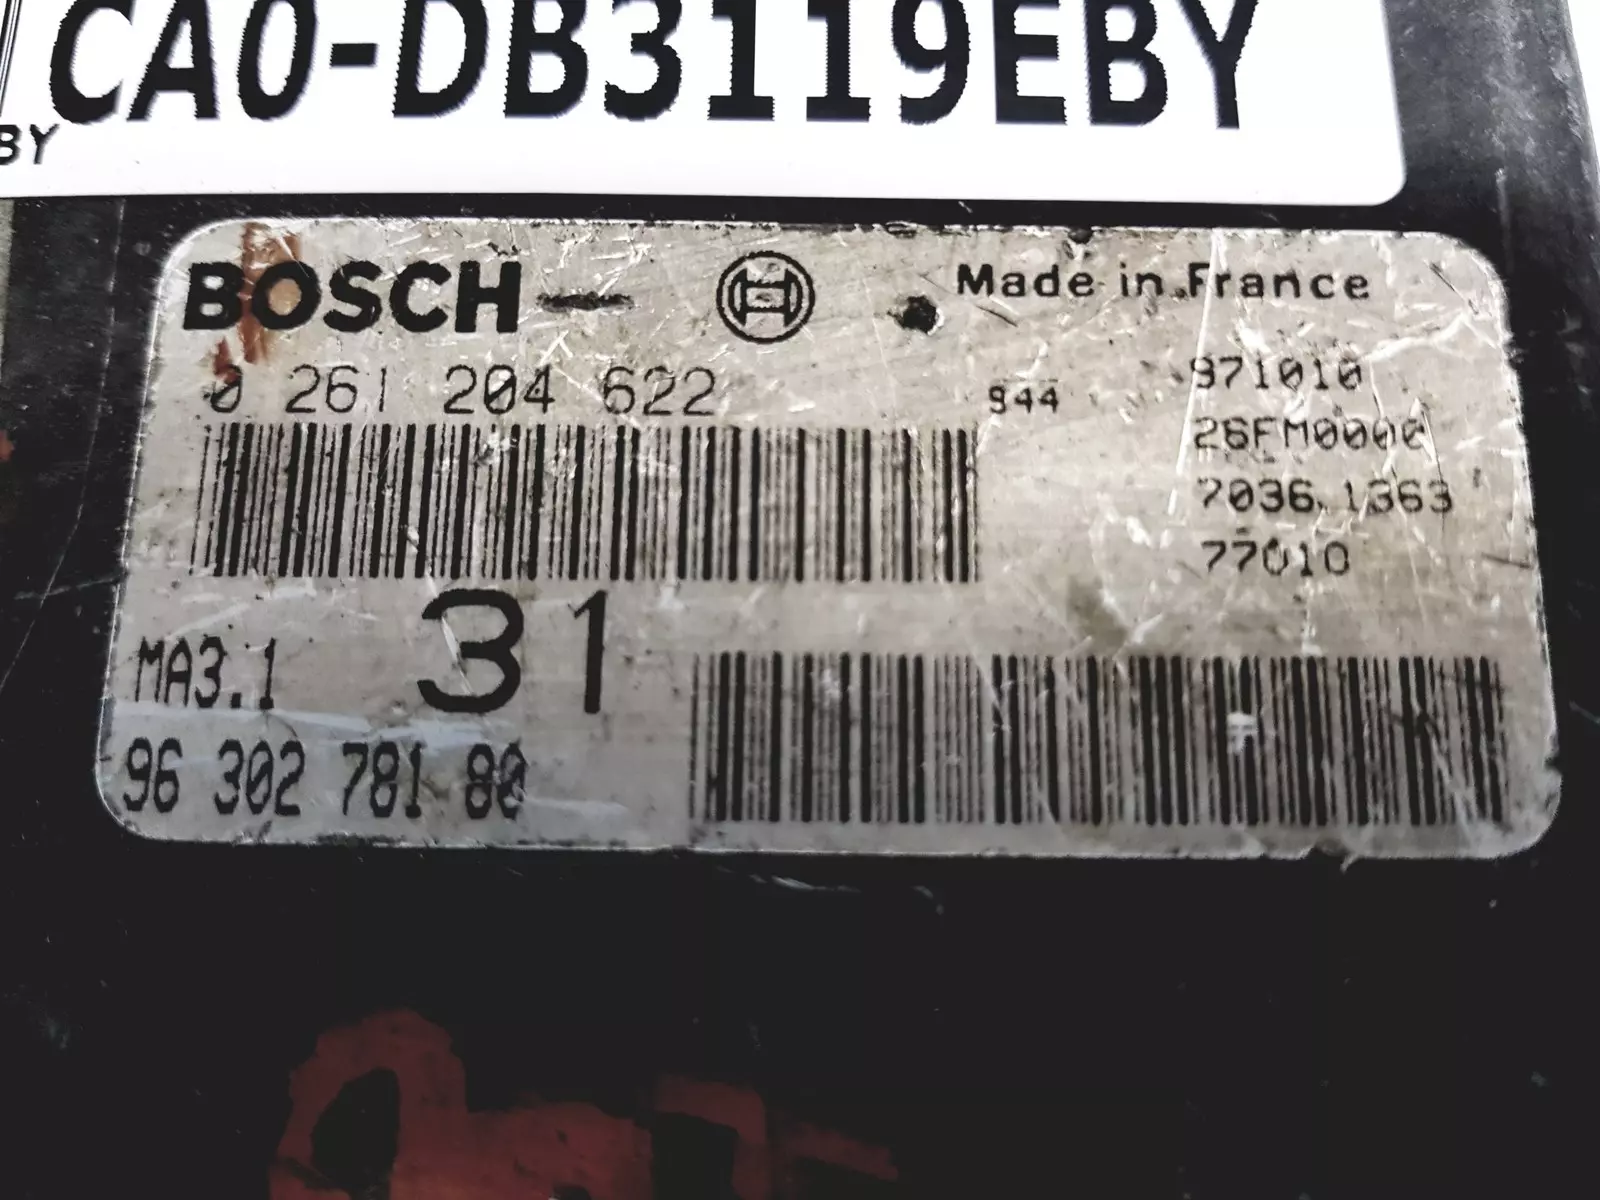 CA0-DB3119EBY
BY
BOSCH
Made in France
0 261 204 622
944
971010
26FM0000
7036 1363
77010
MA3.1
31
96 302 781 80